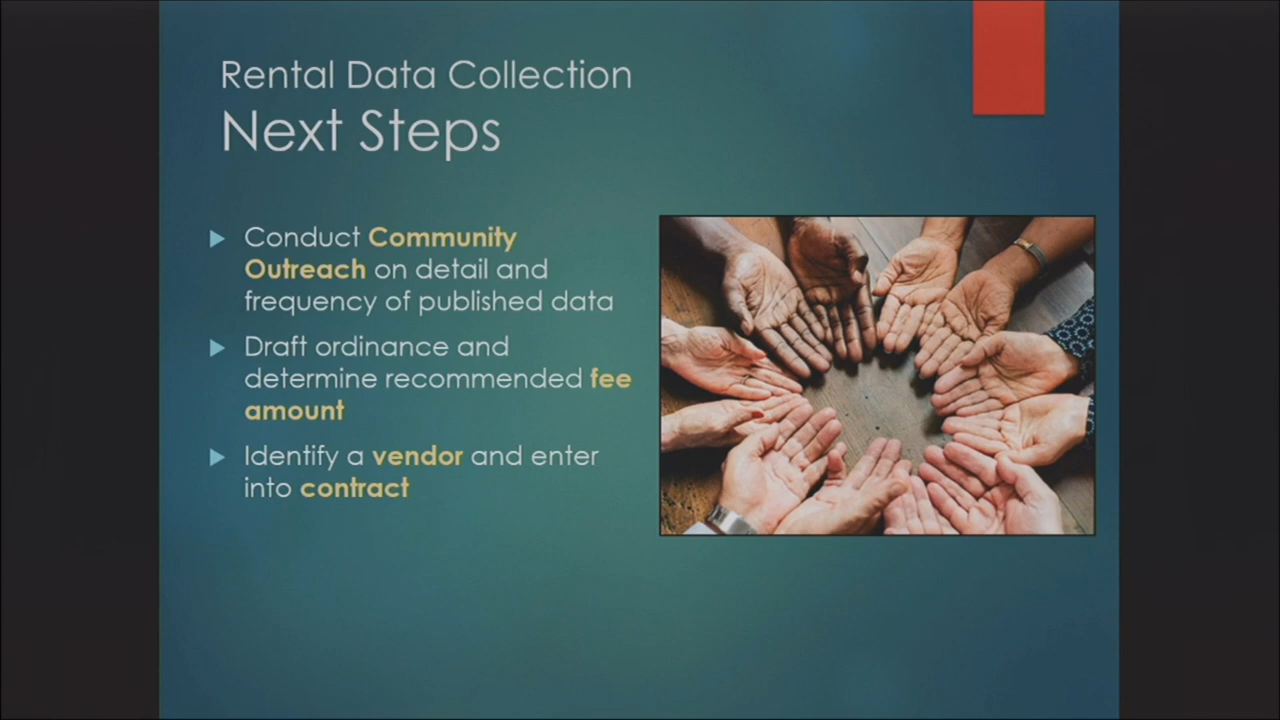 Rental Data Collection
Next Steps
Conduct Community
Outreach on detail and
frequency of published data
Draft ordinance and
determine recommended fee
amount
Identify a vendor and enter
into contract